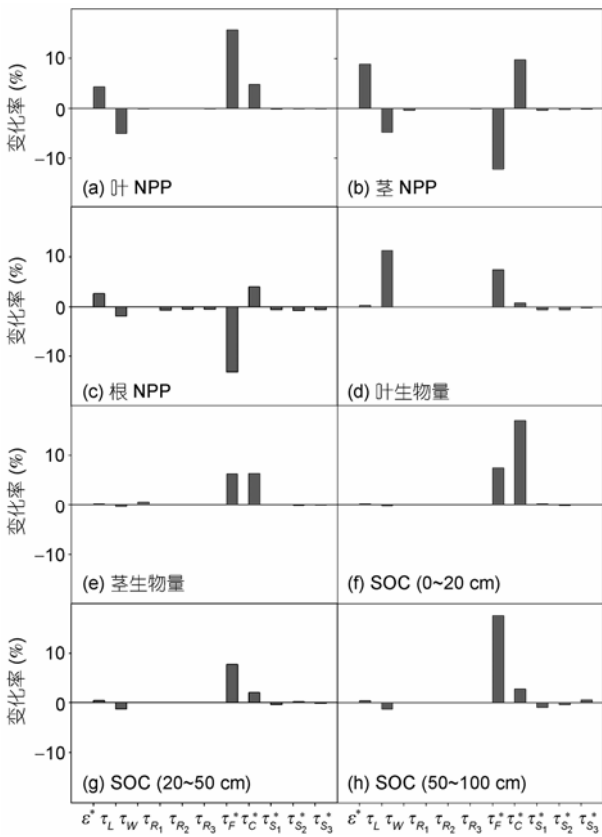 变化率 (%)
10
0
−10
(a) 叶 NPP
(b) 茎 NPP
变化率 (%)
10
0
−10
(c) 根 NPP
(d) 叶生物量
变化率 (%)
10
0
−10
(e) 茎生物量
(f) SOC (0~20 cm)
变化率 (%)
10
0
−10
(g) SOC (20~50 cm)
(h) SOC (50~100 cm)
ε* τL τW τR1 τR2 τR3 τF* τC* τS1* τS2* τS3* ε* τL τW τR1 τR2 τR3 τF* τC* τS1* τS2* τS3*